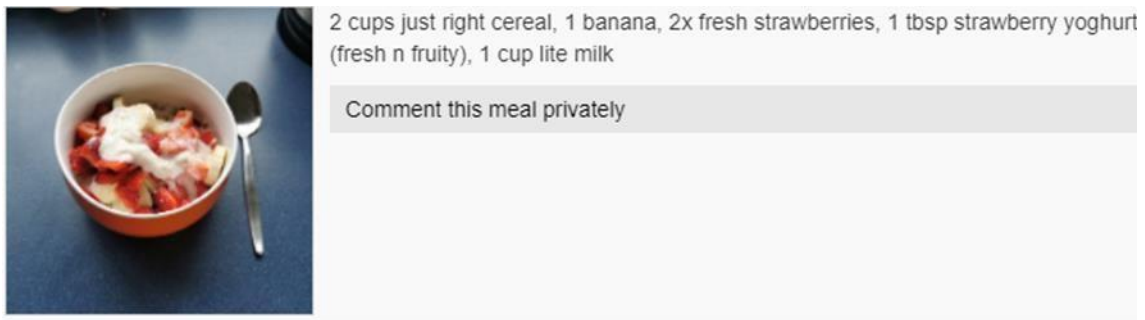 2 cups just right cereal, 1 banana, 2x fresh strawberries, 1 tbsp strawberry yoghurt
(fresh n fruity), 1 cup lite milk
Comment this meal privately